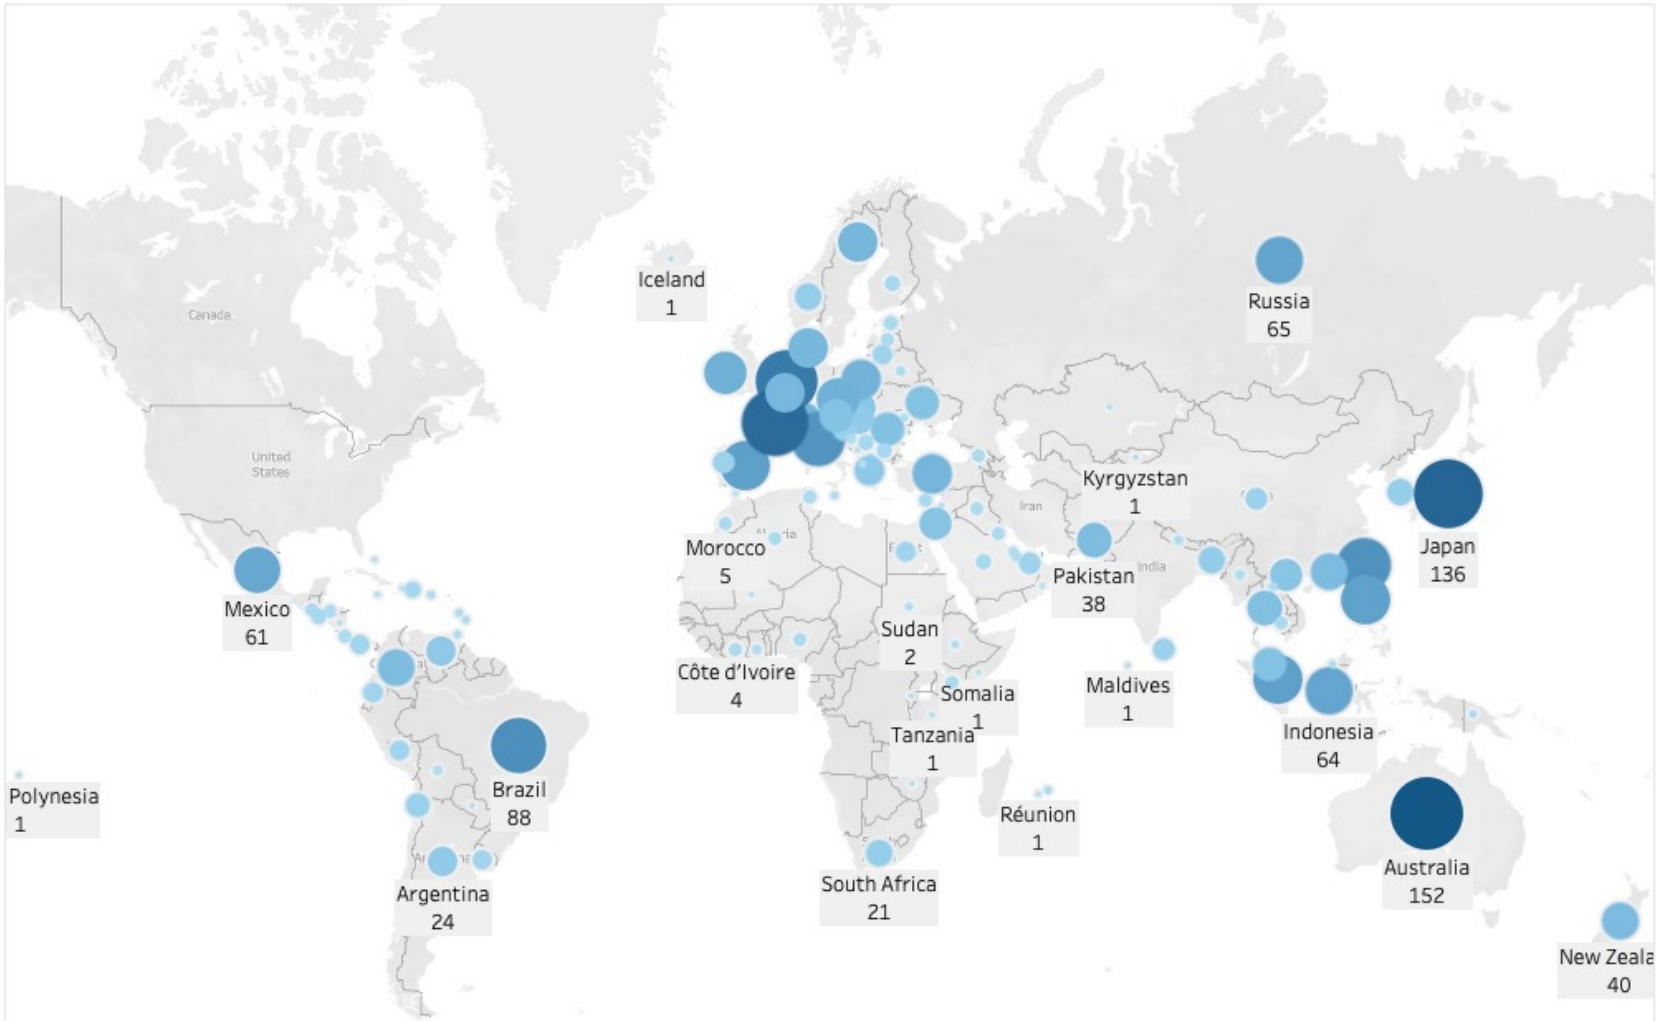 Canada
United
States
Iceland
1
Russia
65
Mexico
61
Morocco
5
Kyrgyzstan
1
Iran
Japan
136
India
Pakistan
38
Sudan
2
Côte d'Ivoire
4
Somalia
1
Tanzania
1
Maldives
1
Indonesia
64
Polynesia
1
Brazil
88
Réunion
1
Argentina
24
South Africa
21
Australia
152
New Zeala
40